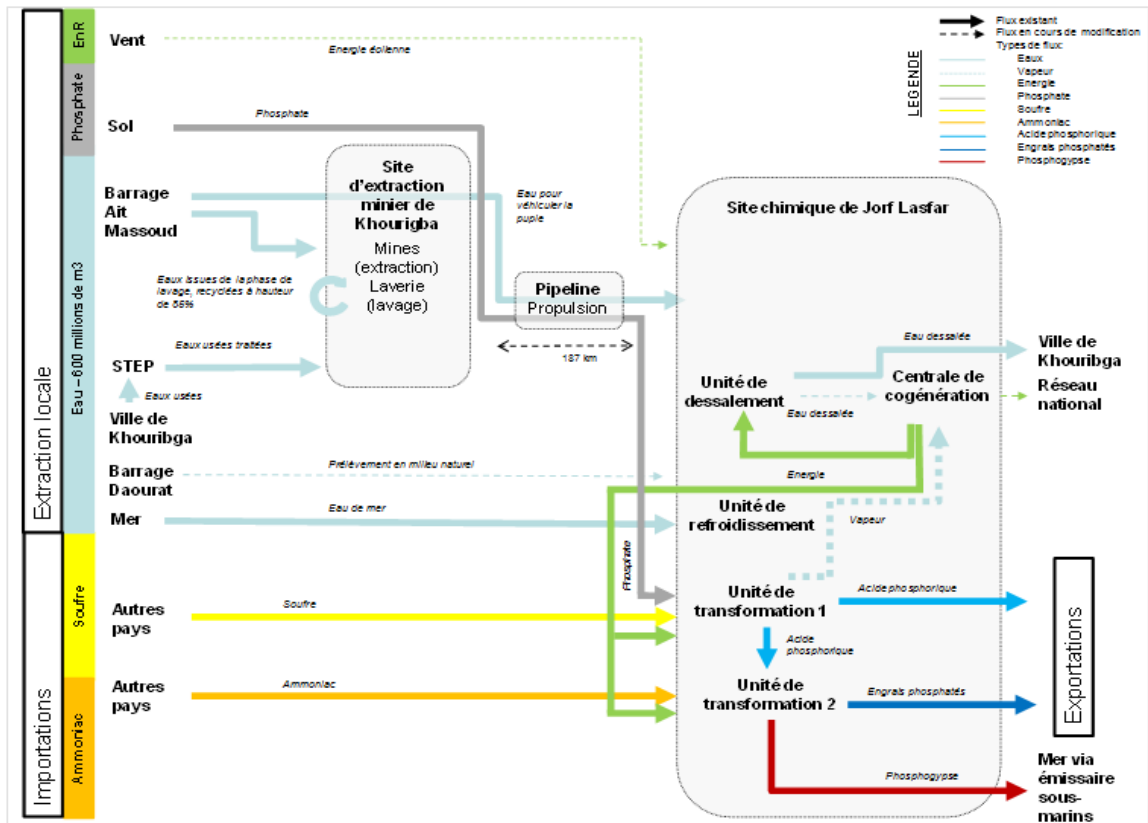 EnR
Phosphate
Eau – 600 millions de m3
Soufre
Ammoniac
Extraction locale
Importations
Vent
Energie éolienne
Sol
Phosphate
Barrage
Ait
Massoud
Site
d'extraction
minier de
Khourigba
Mines
(extraction)
Laverie
(lavage)
Eaux issues de la phase de
lavage, recyclées à hauteur
de 85%
STEP
Eaux usées traitées
Eaux usées
Ville de
Khouribga
Barrage
Daourat
Prélèvement en milieu naturel
Mer
Eau de mer
Autres
pays
Soufre
Autres
pays
Ammoniac
Eau pour
véhiculer la
puple
Pipeline
Propulsion
187 km
Phosphate
Site chimique de Jorf Lasfar
Unité de
dessalement
Eau dessalée
Eau dessalée
Centrale de
cogénération
Energie
Unité de
refroidissement
Vapeur
Unité de
transformation 1
Acide phosphorique
Acide
phosphorique
Unité de
transformation 2
Engrais phosphatés
Phosphogypse
Ville de
Khouribga
Réseau
national
Exportations
Mer via
émissaire
sous-
marins
LEGENDE
Flux existant
Flux en cours de modification
Types de flux:
Eaux
Vapeur
Energie
Phosphate
Soufre
Ammoniac
Acide phosphorique
Engrais phosphatés
Phosphogypse